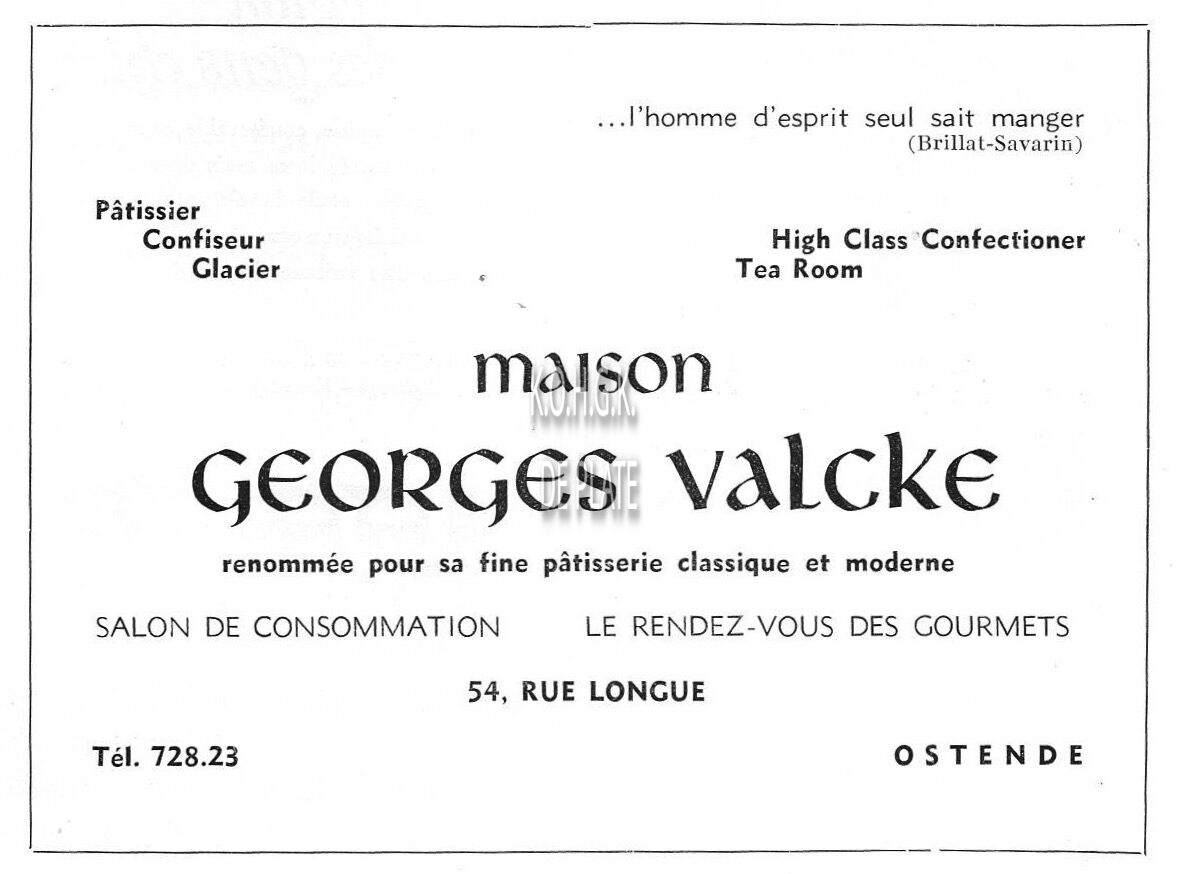 ...l'homme d'esprit seul sait manger
(Brillat-Savarin)
Pâtissier
Confiseur
Glacier
High Class Confectioner
Tea Room
maison
GEORGES VALCKE
renommée pour sa fine pâtisserie classique et moderne
SALON DE CONSOMMATION LE RENDEZ-VOUS DES GOURMETS
54, RUE LONGUE
Tél. 728.23 OSTENDE
K.O.H.G.K.
DE PLATE